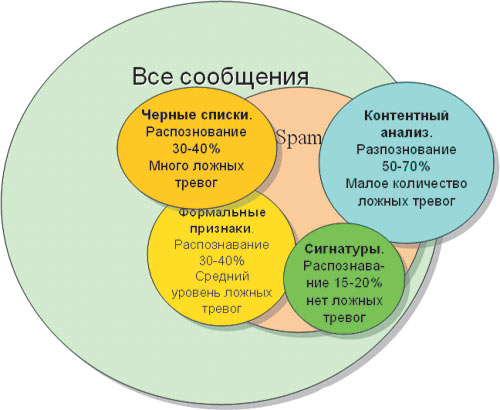 Все сообщения
Черные списки.
Распознование
30-40%
Много ложных
тревог
Spam
Контентный
анализ.
Разпознование
50-70%
Малое количество
ложных тревог
Формальные
признаки.
Распознавание
30-40%
Средний
уровень ложных
тревог
Сигнатуры.
Распознава-
ние 15-20%
нет ложных
тревог